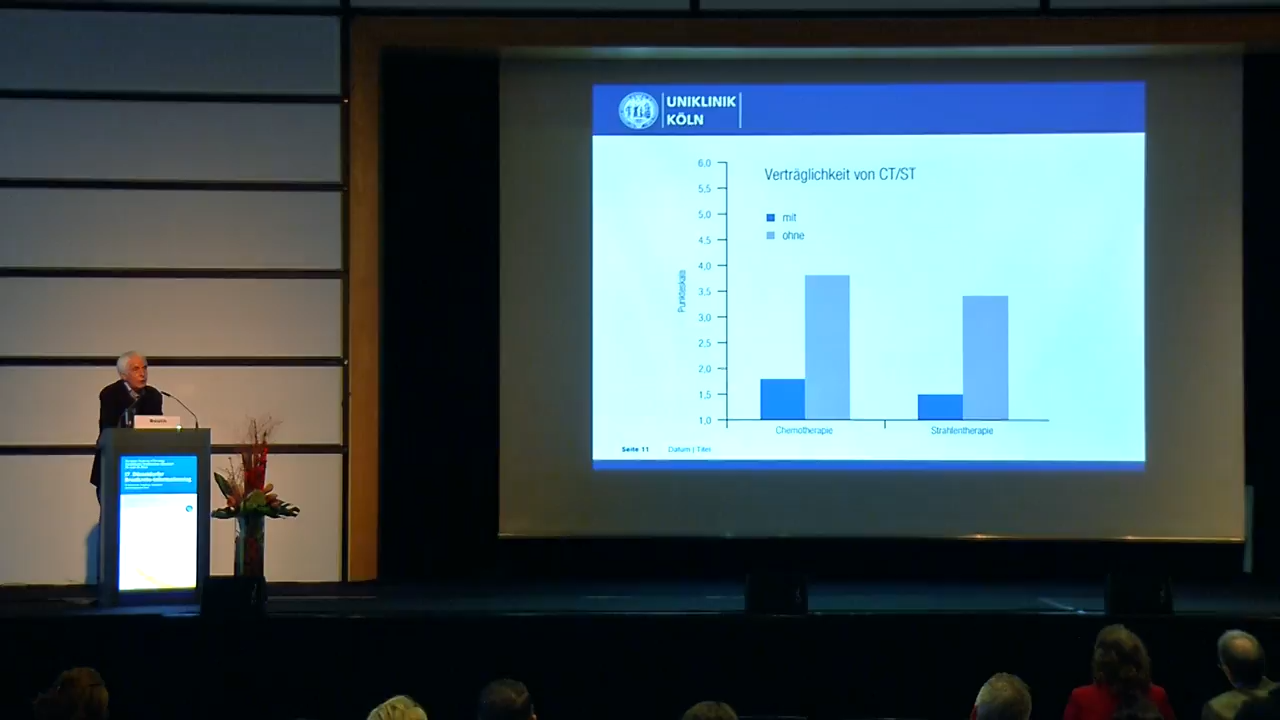 UNIKLINIK
KÖLN
Verträglichkeit von CT/ST
mit
ohne
Punkteskala
6,0
5,5
5,0
4,5
4,0
3,5
3,0
2,5
2,0
1,5
1,0
Chemotherapie
Strahlentherapie
Seite 11
Datum | Titel